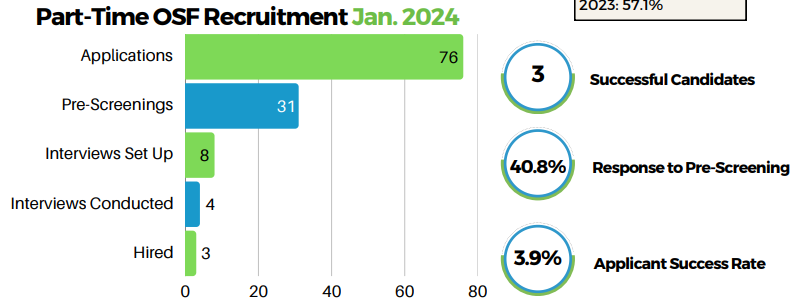 2023: 57.1%
Part-Time OSF Recruitment Jan. 2024
Applications 76
Pre-Screenings 31
Interviews Set Up 8
Interviews Conducted 4
Hired 3
0 20 40 60 80
3 Successful Candidates
40.8% Response to Pre-Screening
3.9% Applicant Success Rate